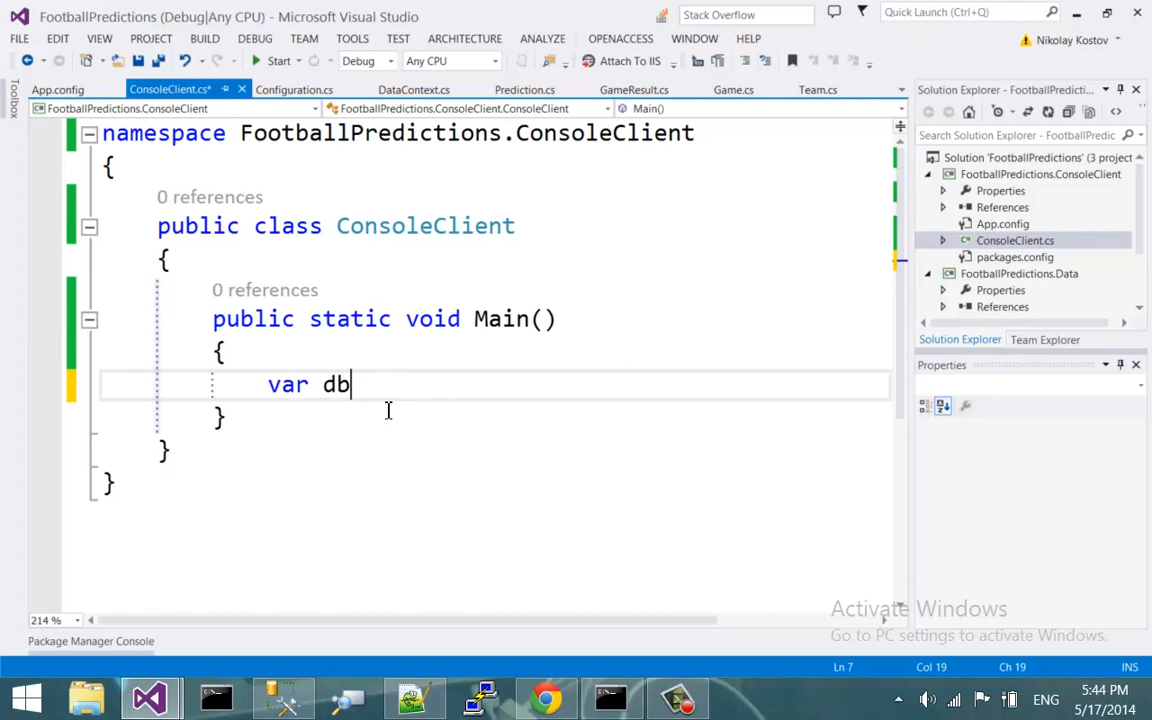 FootballPredictions (Debug|Any CPU) - Microsoft Visual Studio
Stack Overflow
Quick Launch (Ctrl+Q)
FILE EDIT VIEW PROJECT BUILD DEBUG TEAM TOOLS TEST ARCHITECTURE ANALYZE OPENACCESS WINDOW HELP
Nikolay Kostov
Start Debug Any CPU Attach To IIS
Toolbox
App.config ConsoleClient.cs* Configuration.cs DataContext.cs Prediction.cs GameResult.cs Game.cs Team.cs
FootballPredictions.ConsoleClient FootballPredictions.ConsoleClient.ConsoleClient Main()
namespace FootballPredictions.ConsoleClient
{
0 references
public class ConsoleClient
{
0 references
public static void Main()
{
var db
}
}
}
214 %
Package Manager Console
Solution Explorer - FootballPredicti...
Search Solution Explorer - FootballPredic
Solution 'FootballPredictions' (3 project
FootballPredictions.ConsoleClient
Properties
References
App.config
ConsoleClient.cs
packages.config
FootballPredictions.Data
Properties
References
Solution Explorer Team Explorer
Properties
Activate Windows
Go to PC settings to activate Windows.
Ln 7 Col 19 Ch 19 INS
ENG
5:44 PM
5/17/2014